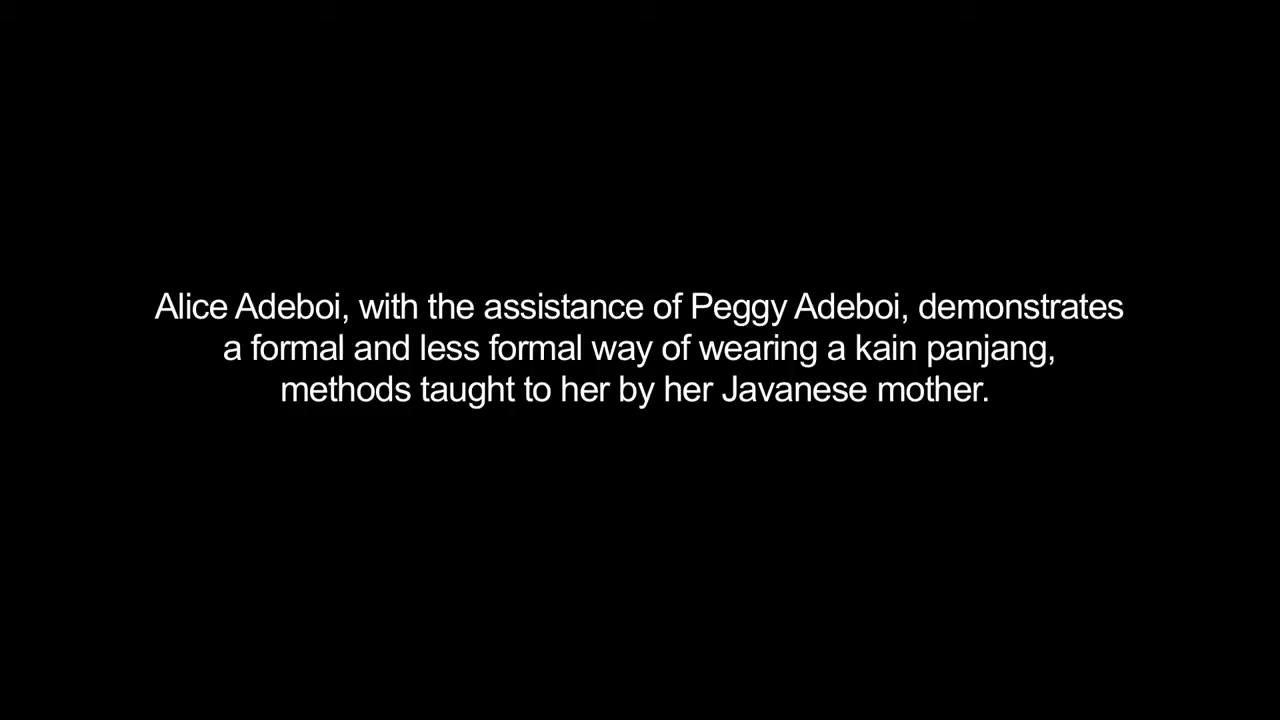 Alice Adeboi, with the assistance of Peggy Adeboi, demonstrates
a formal and less formal way of wearing a kain panjang,
methods taught to her by her Javanese mother.